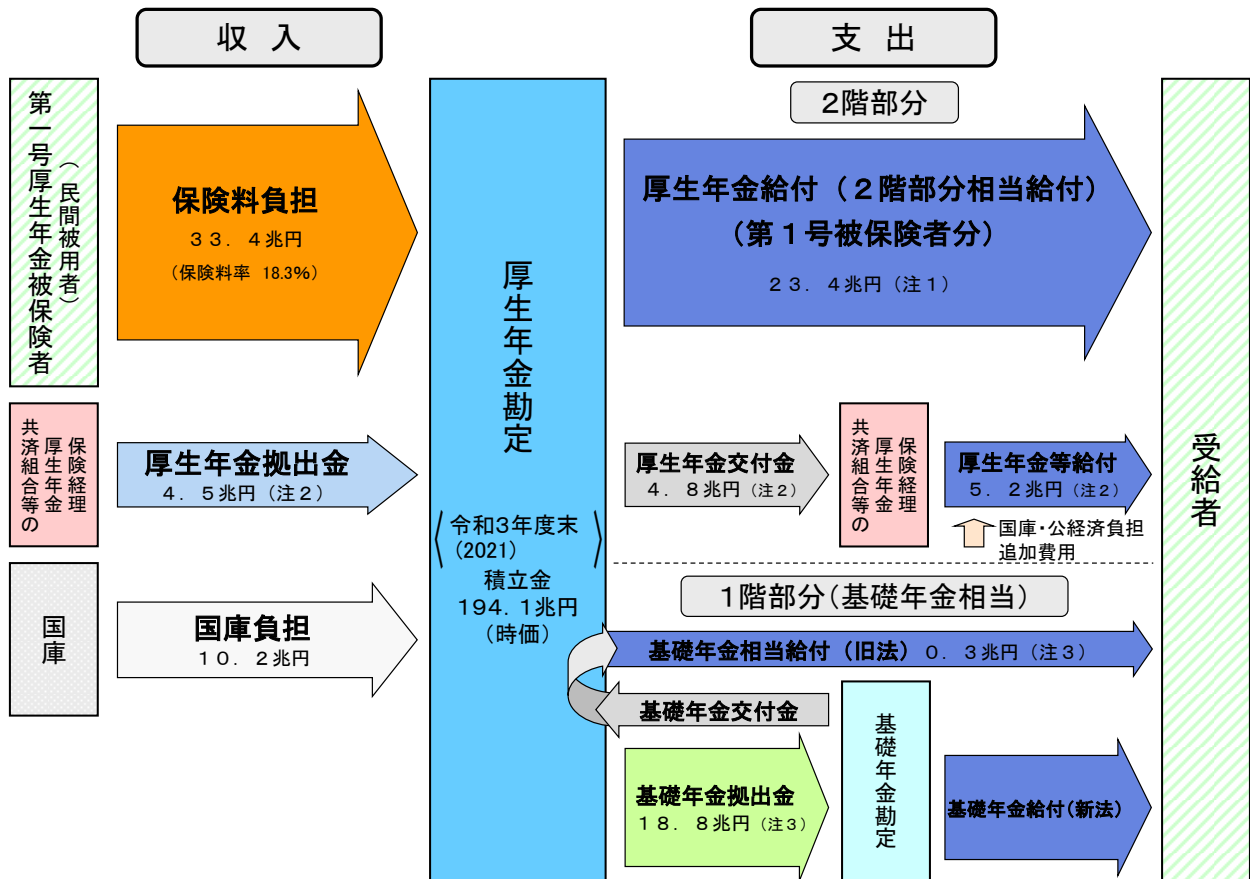 収 入
支 出
第一号厚生年金被保険者
（民間被用者）
保険料負担
３３．４兆円
（保険料率 18.3%）
共済組合等の
厚生年金
保険経理
厚生年金拠出金
４．５兆円（注２）
国庫
国庫負担
１０．２兆円
厚生年金勘定
令和3年度末
(2021)
積立金
194.1兆円
(時価)
２階部分
厚生年金給付（２階部分相当給付）
（第１号被保険者分）
２３．４兆円（注１）
厚生年金交付金
４．８兆円（注２）
共済組合等の
厚生年金
保険経理
厚生年金等給付
５．２兆円（注２）
国庫・公経済負担
追加費用
１階部分（基礎年金相当）
基礎年金相当給付（旧法）０．３兆円（注３）
基礎年金交付金
基礎年金拠出金
１８．８兆円（注３）
基礎年金勘定
基礎年金給付（新法）
受給者